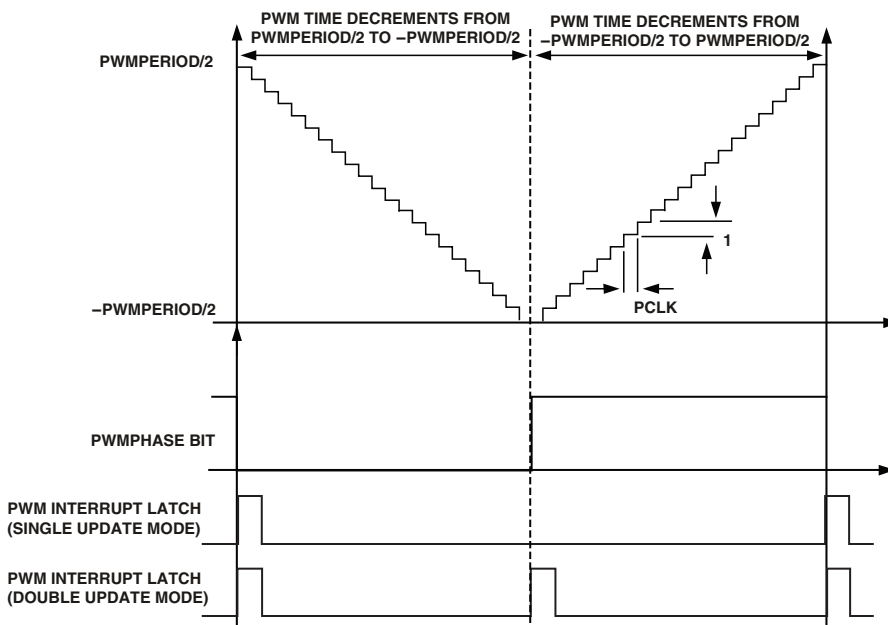 PWM TIME DECREMENTS FROM
PWMPERIOD/2 TO –PWMPERIOD/2
PWM TIME DECREMENTS FROM
–PWMPERIOD/2 TO PWMPERIOD/2
PWMPERIOD/2
1
–PWMPERIOD/2
PCLK
PWMPHASE BIT
PWM INTERRUPT LATCH
(SINGLE UPDATE MODE)
PWM INTERRUPT LATCH
(DOUBLE UPDATE MODE)